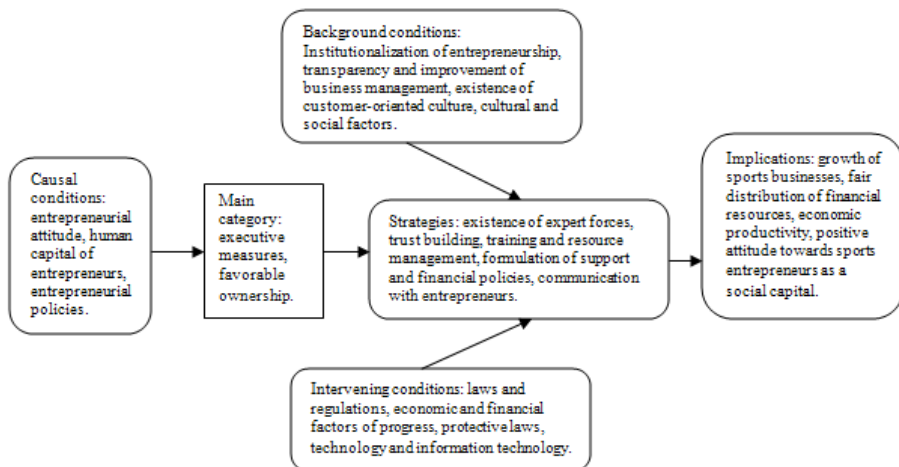 Background conditions:
Institutionalization of entrepreneurship,
transparency and improvement of
business management, existence of
customer-oriented culture, cultural and
social factors.
Causal
conditions:
entrepreneurial
attitude, human
capital of
entrepreneurs,
entrepreneurial
policies.
Main
category:
executive
measures,
favorable
ownership.
Strategies: existence of expert forces,
trust building, training and resource
management, formulation of support
and financial policies, communication
with entrepreneurs.
Implications: growth of
sports businesses, fair
distribution of financial
resources, economic
productivity, positive
attitude towards sports
entrepreneurs as a
social capital.
Intervening conditions: laws and
regulations, economic and financial
factors of progress, protective laws,
technology and information technology.